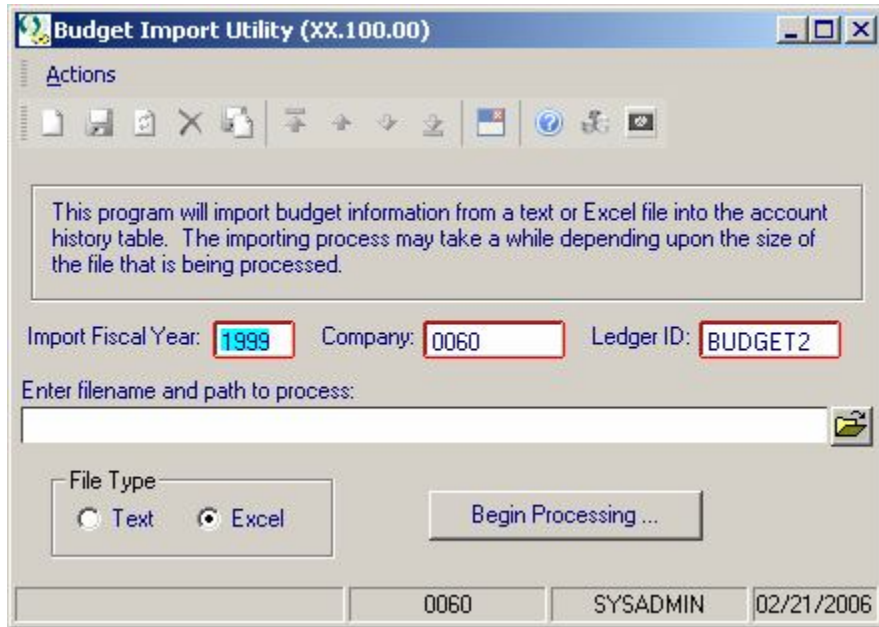 Budget Import Utility (XX.100.00)
Actions
This program will import budget information from a text or Excel file into the account
history table. The importing process may take a while depending upon the size of
the file that is being processed.
Import Fiscal Year: 1999 Company: 0060 Ledger ID: BUDGET2
Enter filename and path to process:
File Type
Text Excel Begin Processing ...
0060 SYSADMIN 02/21/2006